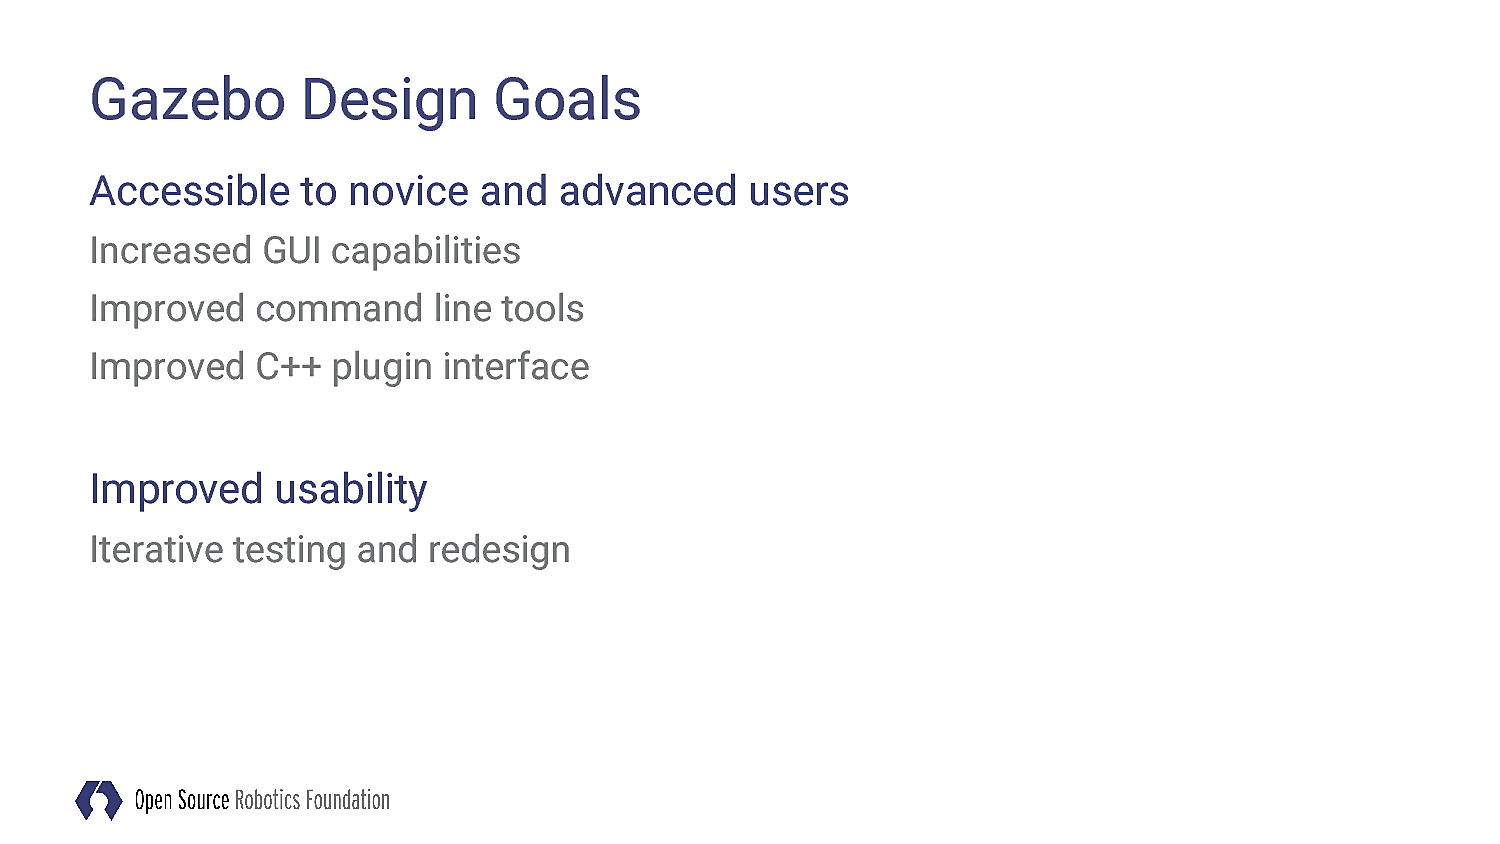 Gazebo Design Goals
Accessible to novice and advanced users
Increased GUI capabilities
Improved command line tools
Improved C++ plugin interface
Improved usability
Iterative testing and redesign
Open Source Robotics Foundation